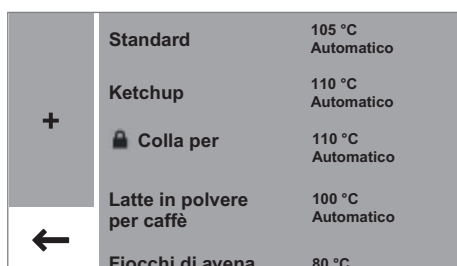 Standard
105 °C
Automatico
Ketchup
110 °C
Automatico
+
Colla per
110 °C
Automatico
Latte in polvere
per caffè
100 °C
Automatico
Fiocchi di avena
80 °C